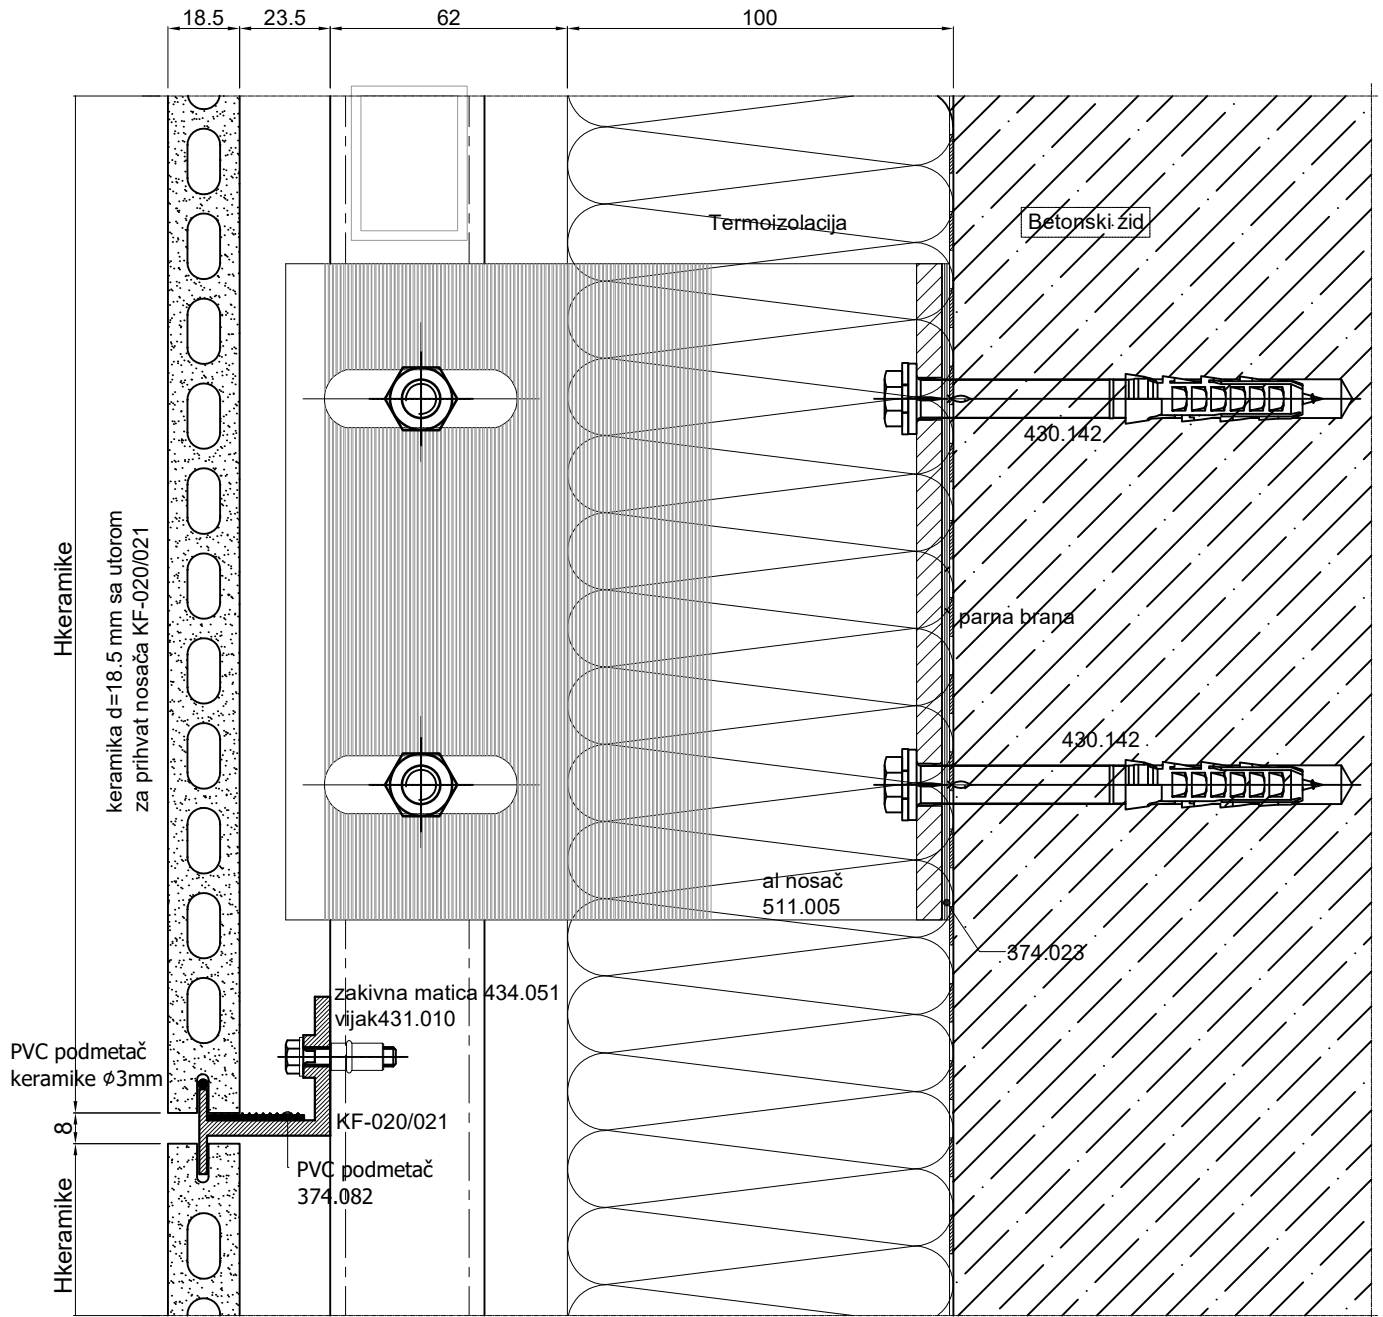 18.5
23.5
62
100
Termoizolacija
Betonski zid
430.142
Hkeramike
keramika d=18.5 mm sa utorom
za prihvat nosača KF-020/021
parna brana
430.142
al nosač
511.005
374.023
zakivna matica 434.051
vijak431.010
PVC podmetač
keramike ϕ3mm
8
KF-020/021
PVC podmetač
374.082
Hkeramike